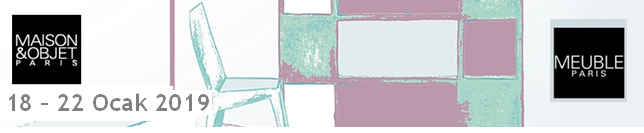 MAISON
&OBJET
PARIS
18 - 22 Ocak 2019
MEUBLE
PARIS